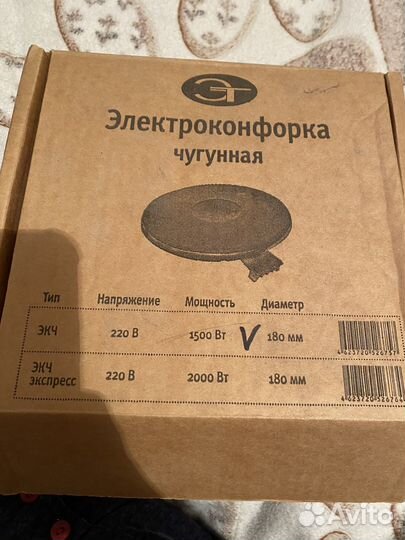 ЭТ
Электроконфорка
чугунная
Тип Напряжение Мощность Диаметр
ЭКЧ 220 В 1500 Вт V 180 мм
4623720526757
ЭКЧ экспресс 220 В 2000 Вт 180 мм
Avito